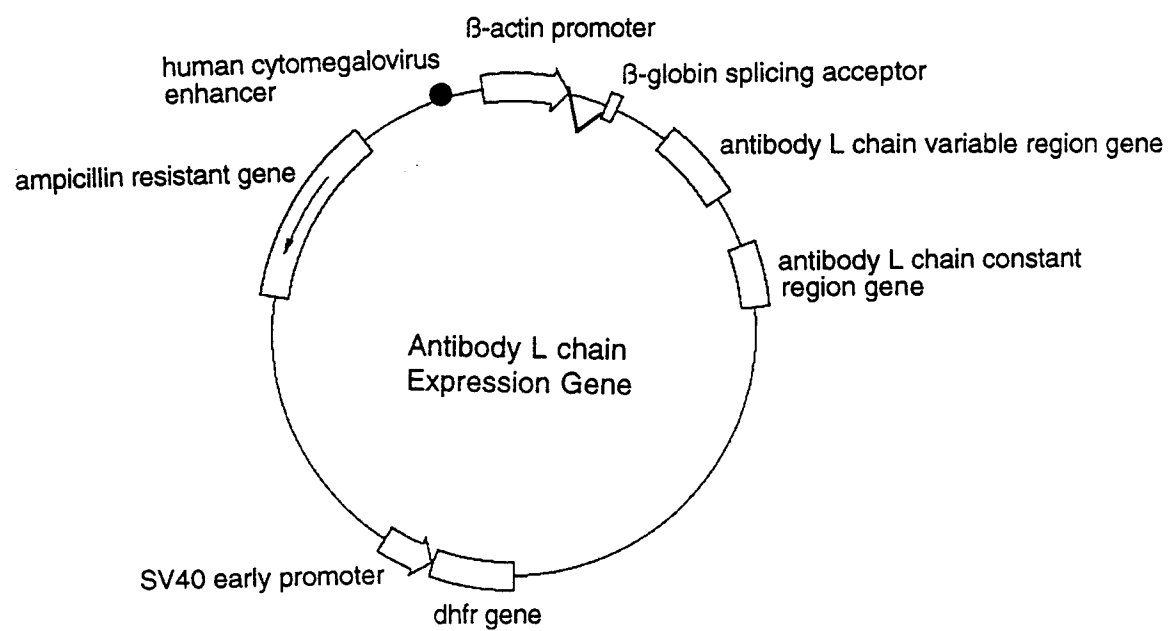 ß-actin promoter
human cytomegalovirus
enhancer
ß-globin splicing acceptor
antibody L chain variable region gene
ampicillin resistant gene
antibody L chain constant
region gene
Antibody L chain
Expression Gene
SV40 early promoter
dhfr gene